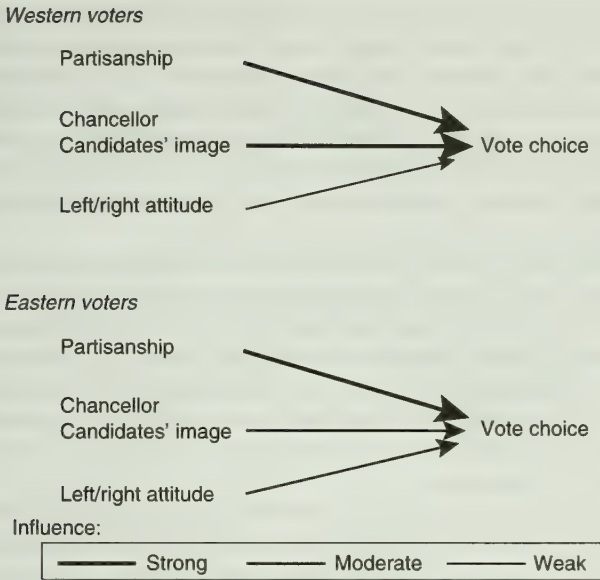 Western voters
Partisanship
Chancellor
Candidates' image
Vote choice
Left/right attitude
Eastern voters
Partisanship
Chancellor
Candidates' image
Vote choice
Left/right attitude
Influence:
Strong Moderate Weak